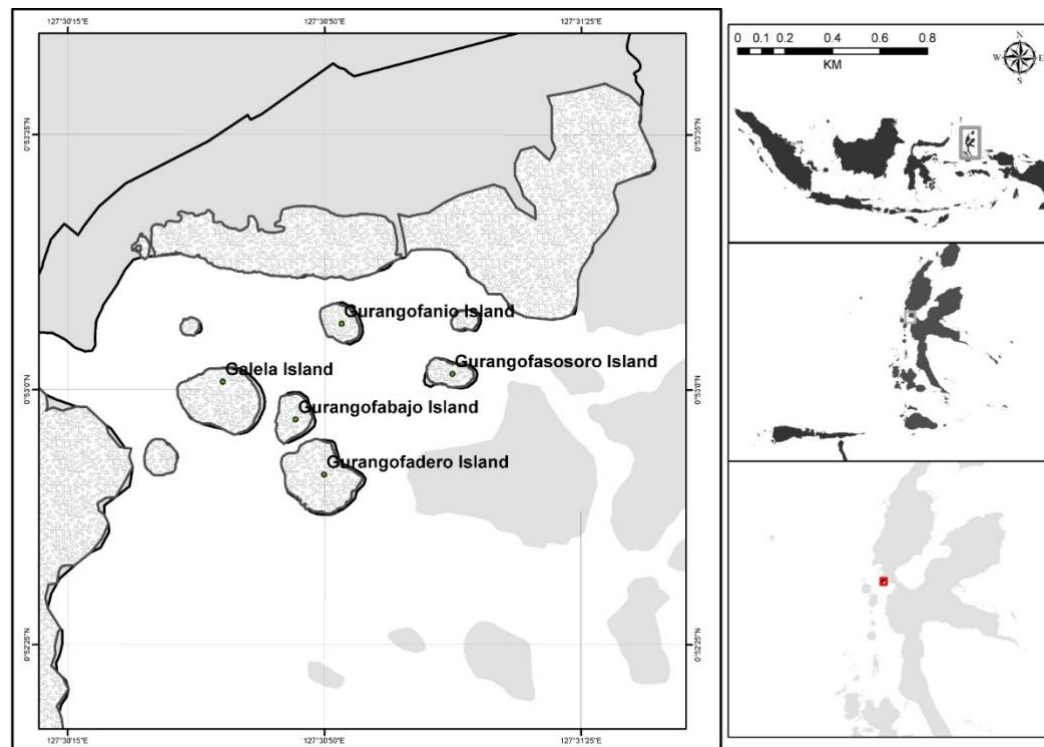 127°30'15"E 127°30'50"E 127°31'25"E
0°53'35"N 0°53'35"N
Gurangofanio Island
Gurangofasosoro Island
Galela Island
0°53'0"N 0°53'0"N
Gurangofabajo Island
Gurangofadero Island
0°52'25"N 0°52'25"N
127°30'15"E 127°30'50"E 127°31'25"E
0 0.1 0.2 0.4 0.6 0.8
KM
N
W E
S